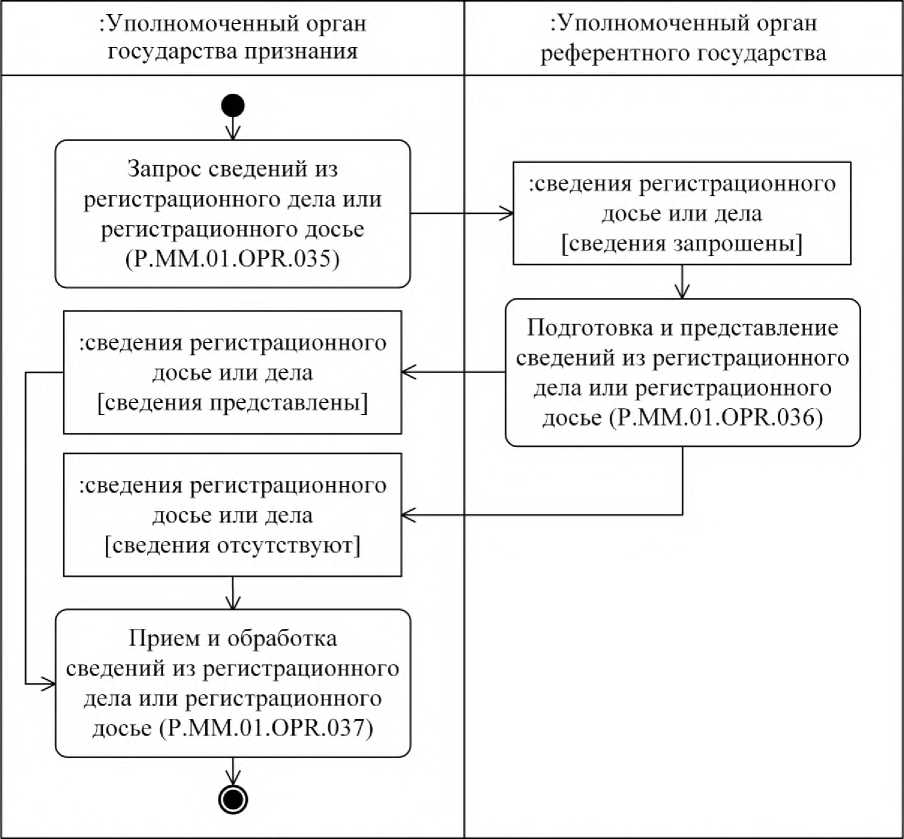 :Уполномоченный орган
государства признания
:Уполномоченный орган
референтного государства
Запрос сведений из
регистрационного дела или
регистрационного досье
(P.MM.01.OPR.035)
:сведения регистрационного
досье или дела
[сведения запрошены]
Подготовка и представление
сведений из регистрационного
дела или регистрационного
досье (P.MM.01.OPR.036)
:сведения регистрационного
досье или дела
[сведения представлены]
:сведения регистрационного
досье или дела
[сведения отсутствуют]
Прием и обработка
сведений из регистрационного
дела или регистрационного
досье (P.MM.01.OPR.037)